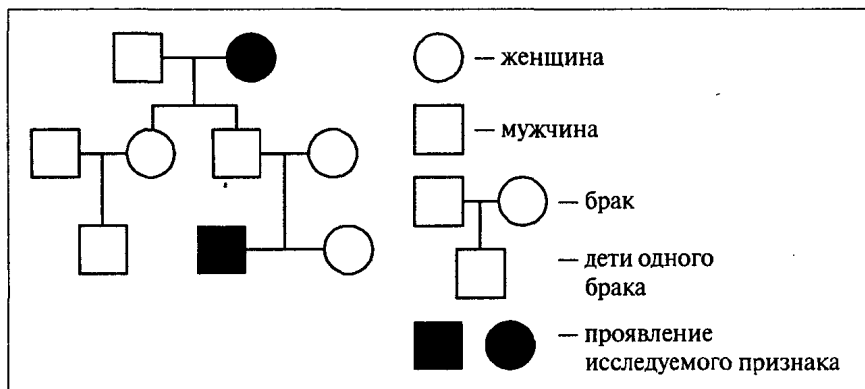 — женщина
— мужчина
— брак
— дети одного
брака
— проявление
исследуемого признака